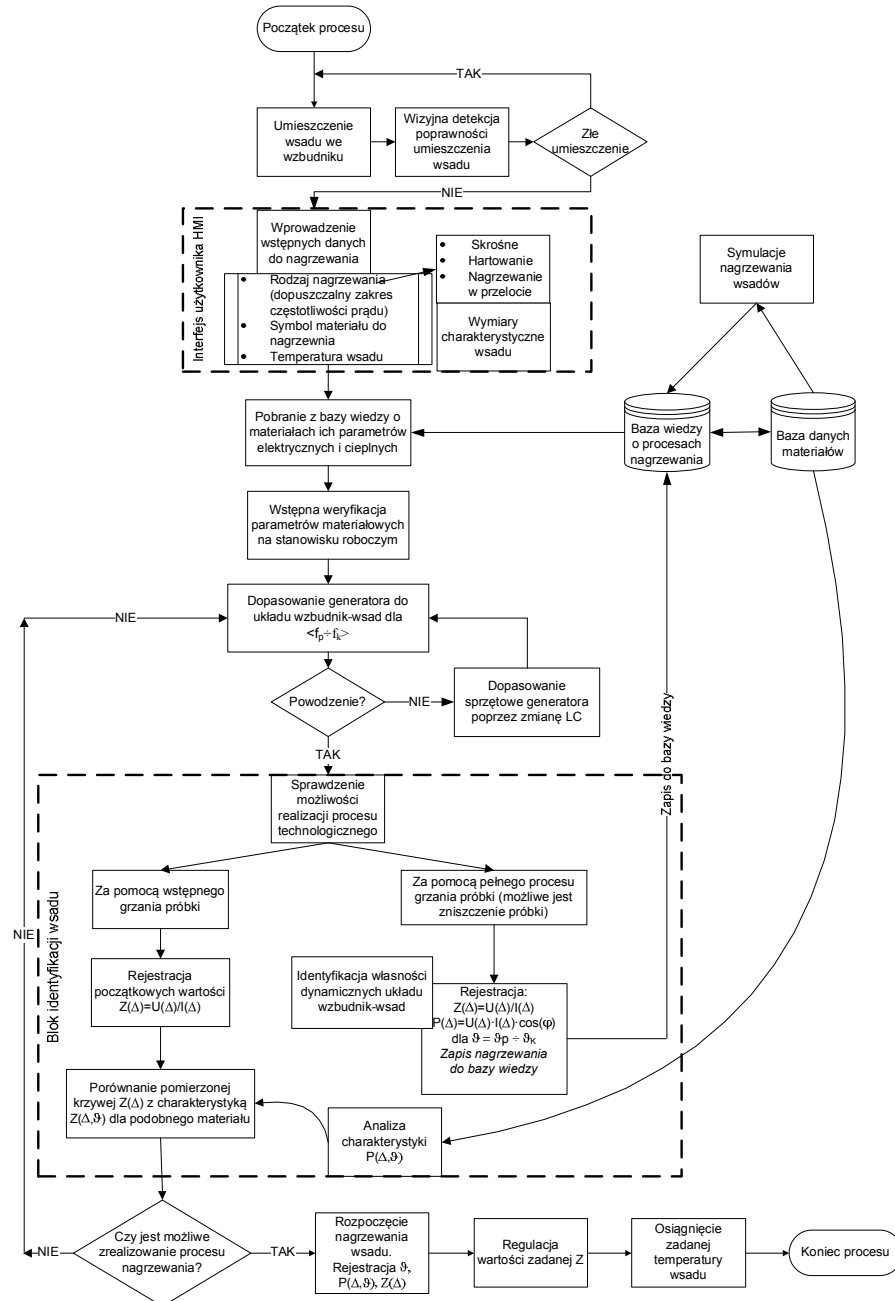 Początek procesu
TAK
Umieszczenie
wsadu we
wzbudniku
Wizyjna detekcja
poprawności
umieszczenia
wsadu
Złe
umieszczenie
NIE
Interfejs użytkownika HMI
Wprowadzenie
wstępnych danych
do nagrzewania
• Rodzaj nagrzewania
(dopuszczalny zakres
częstotliwości prądu)
• Symbol materiału do
nagrzewnia
• Temperatura wsadu
• Skrośne
• Hartowanie
• Nagrzewanie
w przelocie
Wymiary
charakterystyczne
wsadu
Symulacje
nagrzewania
wsadów
Baza wiedzy
o procesach
nagrzewania
Baza danych
materiałów
Pobranie z bazy wiedzy o
materiałach ich parametrów
elektrycznych i cieplnych
Wstępna weryfikacja
parametrów materiałowych
na stanowisku roboczym
NIE
Dopasowanie generatora do
układu wzbudnik-wsad dla
<fp÷fk>
Powodzenie?
NIE
Dopasowanie
sprzętowe generatora
poprzez zmianę LC
TAK
Zapis do bazy wiedzy
Blok identyfikacji wsadu
Sprawdzenie
możliwości
realizacji procesu
technologicznego
Za pomocą wstępnego
grzania próbki
Za pomocą pełnego procesu
grzania próbki (możliwe jest
zniszczenie próbki)
NIE
Rejestracja
początkowych wartości
Z(Δ)=U(Δ)/I(Δ)
Identyfikacja własności
dynamicznych układu
wzbudnik-wsad
Rejestracja:
Z(Δ)=U(Δ)/I(Δ)
P(Δ)=U(Δ)·I(Δ)·cos(φ)
dla ϑ = ϑp ÷ ϑK
Zapis nagrzewania
do bazy wiedzy
Porównanie pomierzonej
krzywej Z(Δ) z charakterystyką
Z(Δ,ϑ) dla podobnego materiału
Analiza
charakterystyki
P(Δ,ϑ)
Czy jest możliwe
zrealizowanie procesu
nagrzewania?
NIE
TAK
Rozpoczęcie
nagrzewania
wsadu.
Rejestracja ϑ,
P(Δ,ϑ), Z(Δ)
Regulacja
wartości zadanej Z
Osiągnięcie
zadanej
temperatury
wsadu
Koniec procesu